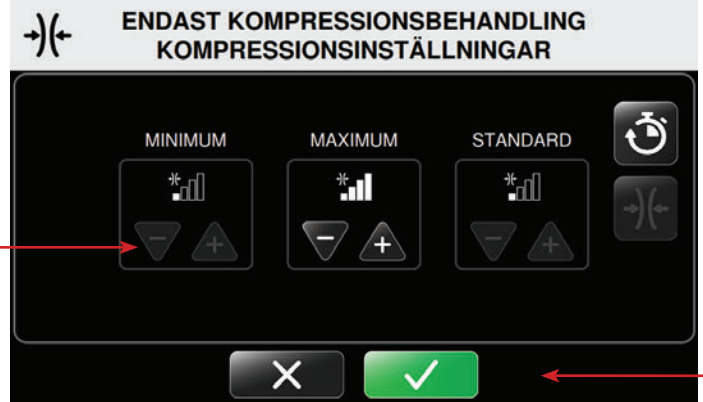 ENDAST KOMPRESSIONSBEHANDLING
KOMPRESSIONSINSTÄLLNINGAR
MINIMUM MAXIMUM STANDARD